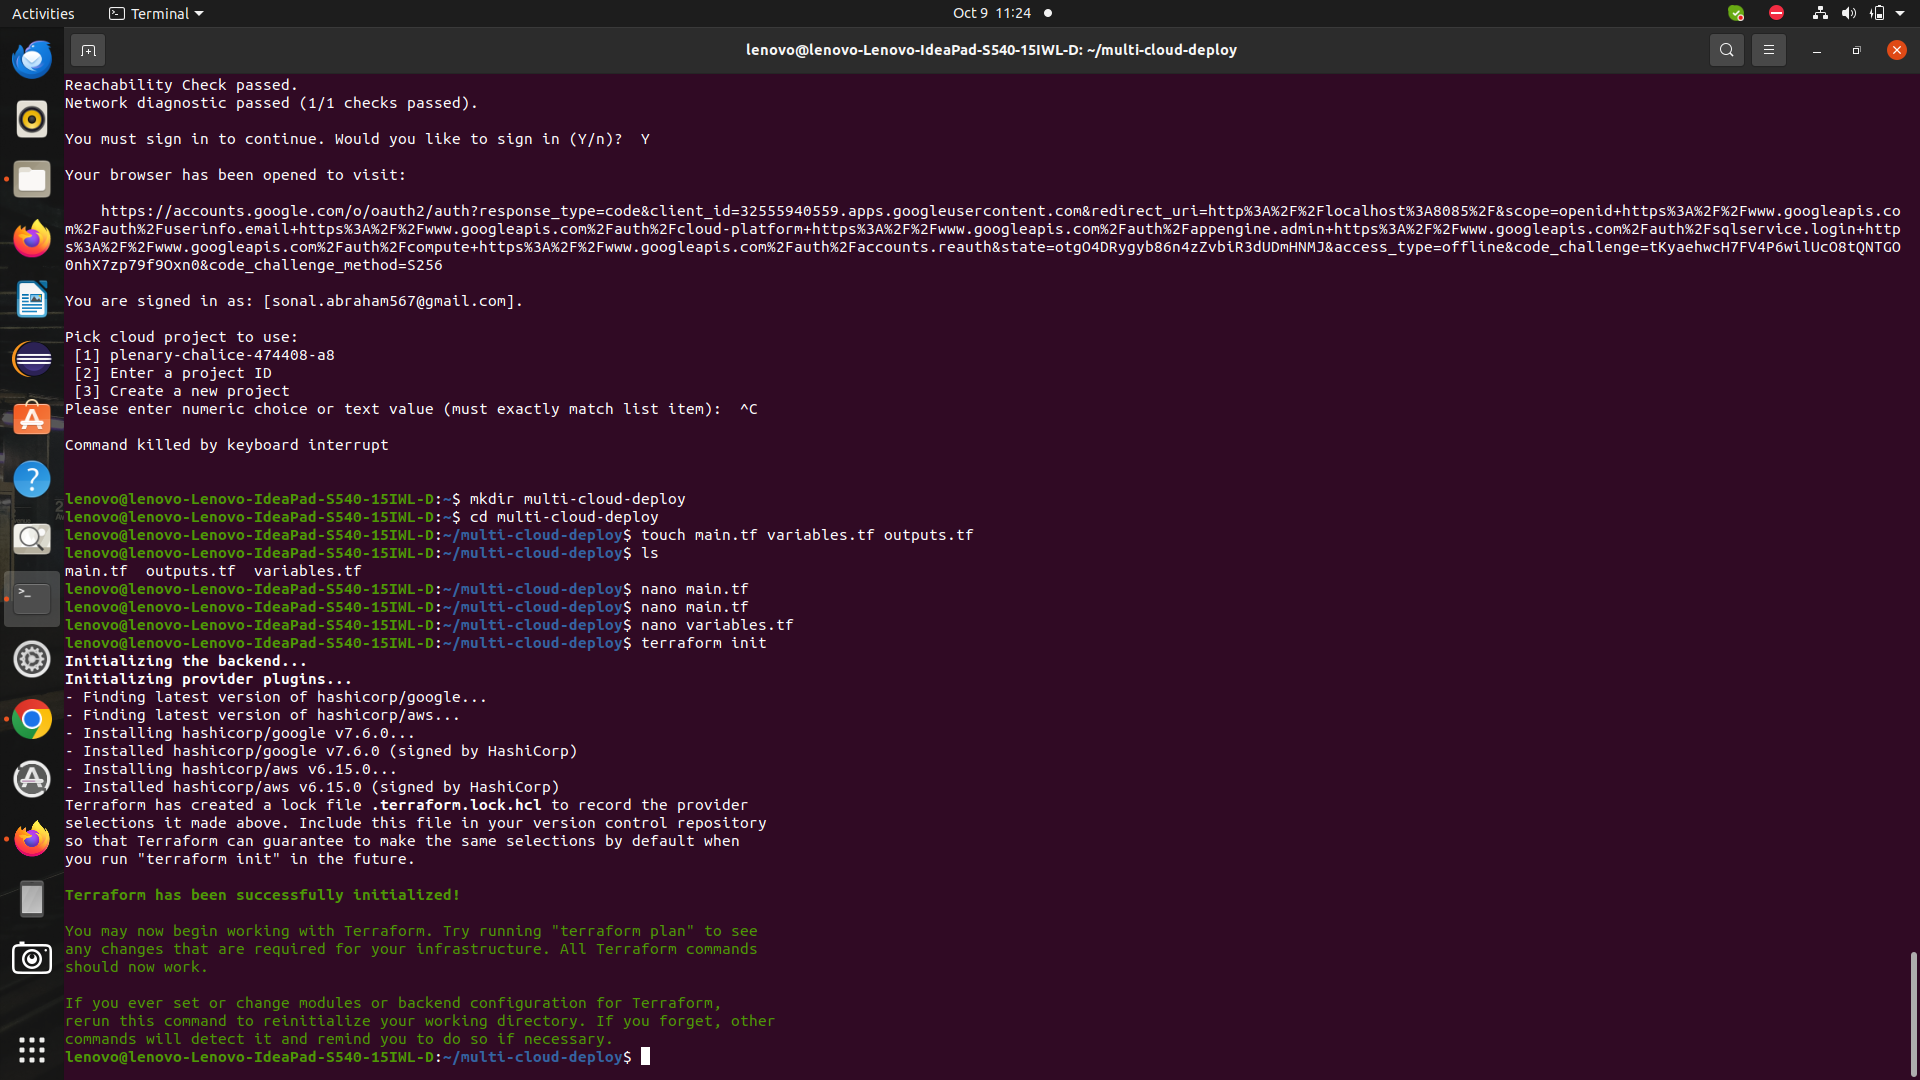 Activities
Terminal
Oct 9 11:24
lenovo@lenovo-Lenovo-IdeaPad-S540-15IWL-D: ~/multi-cloud-deploy
Reachability Check passed.
Network diagnostic passed (1/1 checks passed).
You must sign in to continue. Would you like to sign in (Y/n)?  Y
Your browser has been opened to visit:
https://accounts.google.com/o/oauth2/auth?response_type=code&client_id=32555940559.apps.googleusercontent.com&redirect_uri=http%3A%2F%2Flocalhost%3A8085%2F&scope=openid+https%3A%2F%2Fwww.googleapis.co
m%2Fauth%2Fuserinfo.email+https%3A%2F%2Fwww.googleapis.com%2Fauth%2Fcloud-platform+https%3A%2F%2Fwww.googleapis.com%2Fauth%2Fappengine.admin+https%3A%2F%2Fwww.googleapis.com%2Fauth%2Fsqlservice.login+http
s%3A%2F%2Fwww.googleapis.com%2Fauth%2Fcompute+https%3A%2F%2Fwww.googleapis.com%2Fauth%2Faccounts.reauth&state=otgO4DRygyb86n4zZvbiR3dUDmHNMJ&access_type=offline&code_challenge=tKyaehwcH7FV4P6wilUcO8tQNTGO
0nhX7zp79f9Oxn0&code_challenge_method=S256
You are signed in as: [sonal.abraham567@gmail.com].
Pick cloud project to use:
[1] plenary-chalice-474408-a8
[2] Enter a project ID
[3] Create a new project
Please enter numeric choice or text value (must exactly match list item):  ^C
Command killed by keyboard interrupt
lenovo@lenovo-Lenovo-IdeaPad-S540-15IWL-D:~$ mkdir multi-cloud-deploy
lenovo@lenovo-Lenovo-IdeaPad-S540-15IWL-D:~$ cd multi-cloud-deploy
lenovo@lenovo-Lenovo-IdeaPad-S540-15IWL-D:~/multi-cloud-deploy$ touch main.tf variables.tf outputs.tf
lenovo@lenovo-Lenovo-IdeaPad-S540-15IWL-D:~/multi-cloud-deploy$ ls
main.tf  outputs.tf  variables.tf
lenovo@lenovo-Lenovo-IdeaPad-S540-15IWL-D:~/multi-cloud-deploy$ nano main.tf
lenovo@lenovo-Lenovo-IdeaPad-S540-15IWL-D:~/multi-cloud-deploy$ nano main.tf
lenovo@lenovo-Lenovo-IdeaPad-S540-15IWL-D:~/multi-cloud-deploy$ nano variables.tf
lenovo@lenovo-Lenovo-IdeaPad-S540-15IWL-D:~/multi-cloud-deploy$ terraform init
Initializing the backend...
Initializing provider plugins...
- Finding latest version of hashicorp/google...
- Finding latest version of hashicorp/aws...
- Installing hashicorp/google v7.6.0...
- Installed hashicorp/google v7.6.0 (signed by HashiCorp)
- Installing hashicorp/aws v6.15.0...
- Installed hashicorp/aws v6.15.0 (signed by HashiCorp)
Terraform has created a lock file .terraform.lock.hcl to record the provider
selections it made above. Include this file in your version control repository
so that Terraform can guarantee to make the same selections by default when
you run "terraform init" in the future.
Terraform has been successfully initialized!
You may now begin working with Terraform. Try running "terraform plan" to see
any changes that are required for your infrastructure. All Terraform commands
should now work.
If you ever set or change modules or backend configuration for Terraform,
rerun this command to reinitialize your working directory. If you forget, other
commands will detect it and remind you to do so if necessary.
lenovo@lenovo-Lenovo-IdeaPad-S540-15IWL-D:~/multi-cloud-deploy$